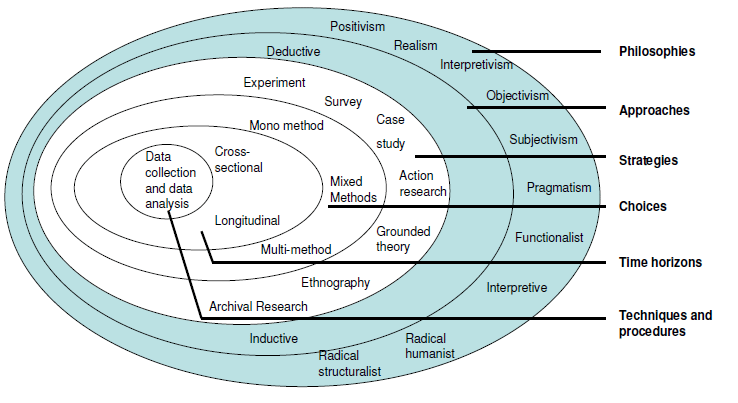 Positivism
Realism
Interpretivism
Objectivism
Subjectivism
Pragmatism
Functionalist
Interpretive
Radical
humanist
Radical
structuralist
Deductive
Inductive
Experiment
Survey
Case
study
Action
research
Grounded
theory
Ethnography
Archival Research
Mono method
Mixed
Methods
Multi-method
Cross-
sectional
Longitudinal
Data
collection
and data
analysis
Philosophies
Approaches
Strategies
Choices
Time horizons
Techniques and
procedures